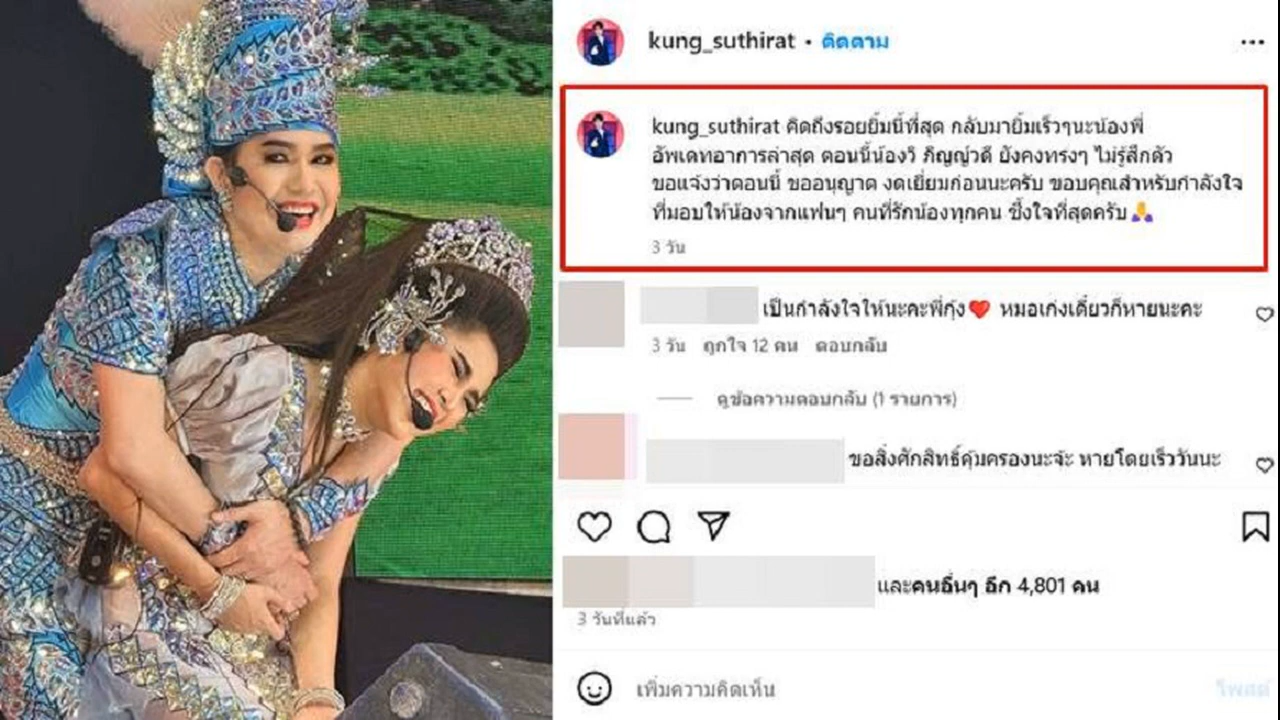 kung_suthirat • ติดตาม
kung_suthirat คิดถึงรอยยิ้มนี้ที่สุด กลับมายิ้มเร็วๆนะน้องพี่
อัพเดทอาการล่าสุด ตอนนี้น้องวิ ภิญญ์วดี ยังคงทรงๆ ไม่รู้สึกตัว
ขอแจ้งว่าตอนนี้ ขออนุญาต งดเยี่ยมก่อนนะครับ ขอบคุณสำหรับกำลังใจ
ที่มอบให้น้องจากแฟนๆ คนที่รักน้องทุกคน ซึ้งใจที่สุดครับ🙏
3 วัน
เป็นกำลังใจให้นะคะพี่กุ้ง❤️ หมอเก่งเดี๋ยวก็หายนะคะ
3 วัน ถูกใจ 12 คน ตอบกลับ
ดูข้อความตอบกลับ (1 รายการ)
ขอสิ่งศักสิทธิ์คุ้มครองนะจ้ะ หายโดยเร็ววันนะ
และคนอื่นๆ อีก 4,801 คน
3 วันที่แล้ว
เพิ่มความคิดเห็น
โพสต์